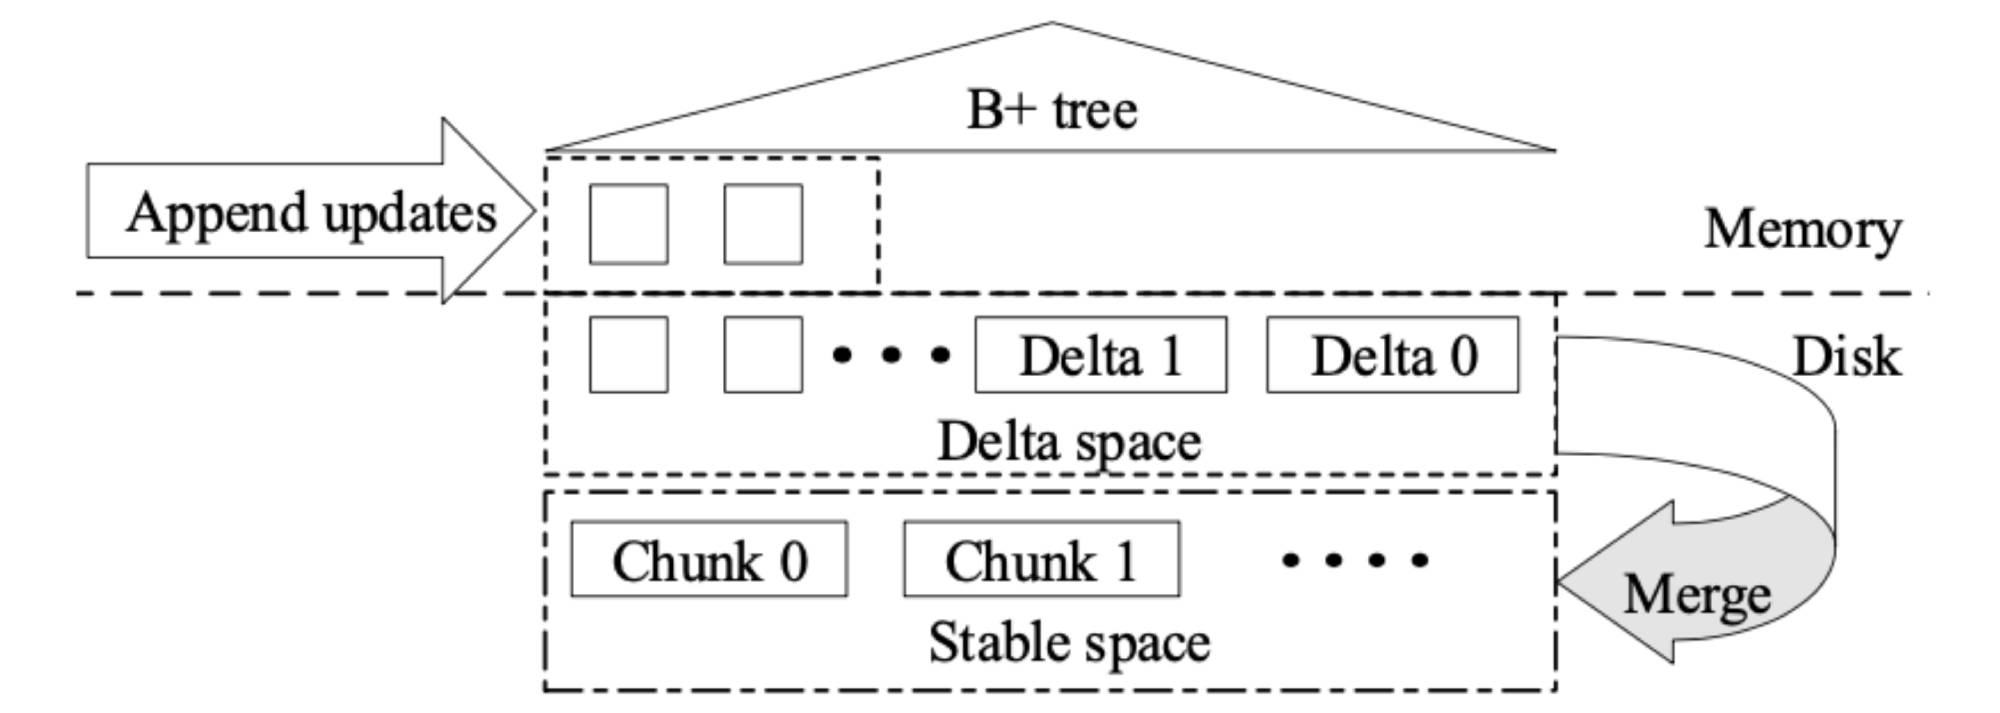 B+ tree
Append updates
Memory
Disk
Delta 1
Delta 0
Delta space
Chunk 0
Chunk 1
Merge
Stable space